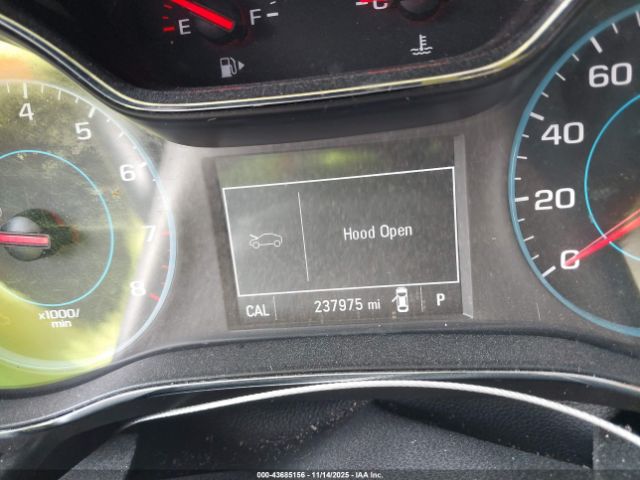 E F C
4 5 6 7 8
x1000/
min
Hood Open
CAL 237975 mi P
60
40
20
0
000-43685156 - 11/14/2025 - IAA Inc.